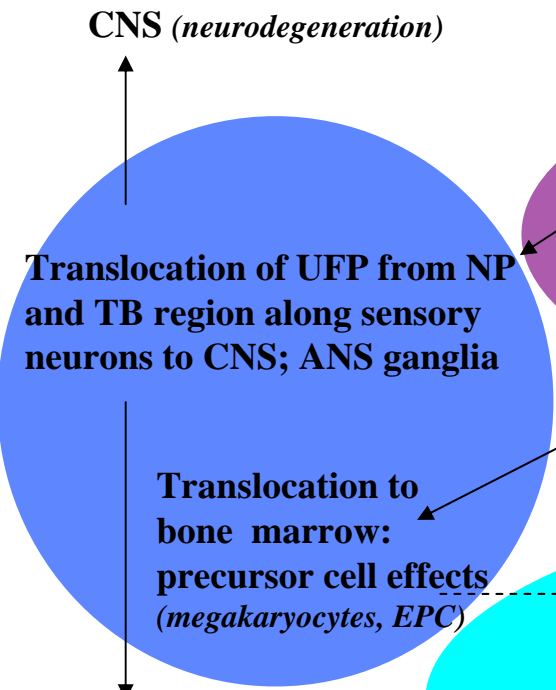 CNS (neurodegeneration)
Translocation of UFP from NP
and TB region along sensory
neurons to CNS; ANS ganglia
Translocation to
bone marrow:
precursor cell effects
(megakaryocytes, EPC)